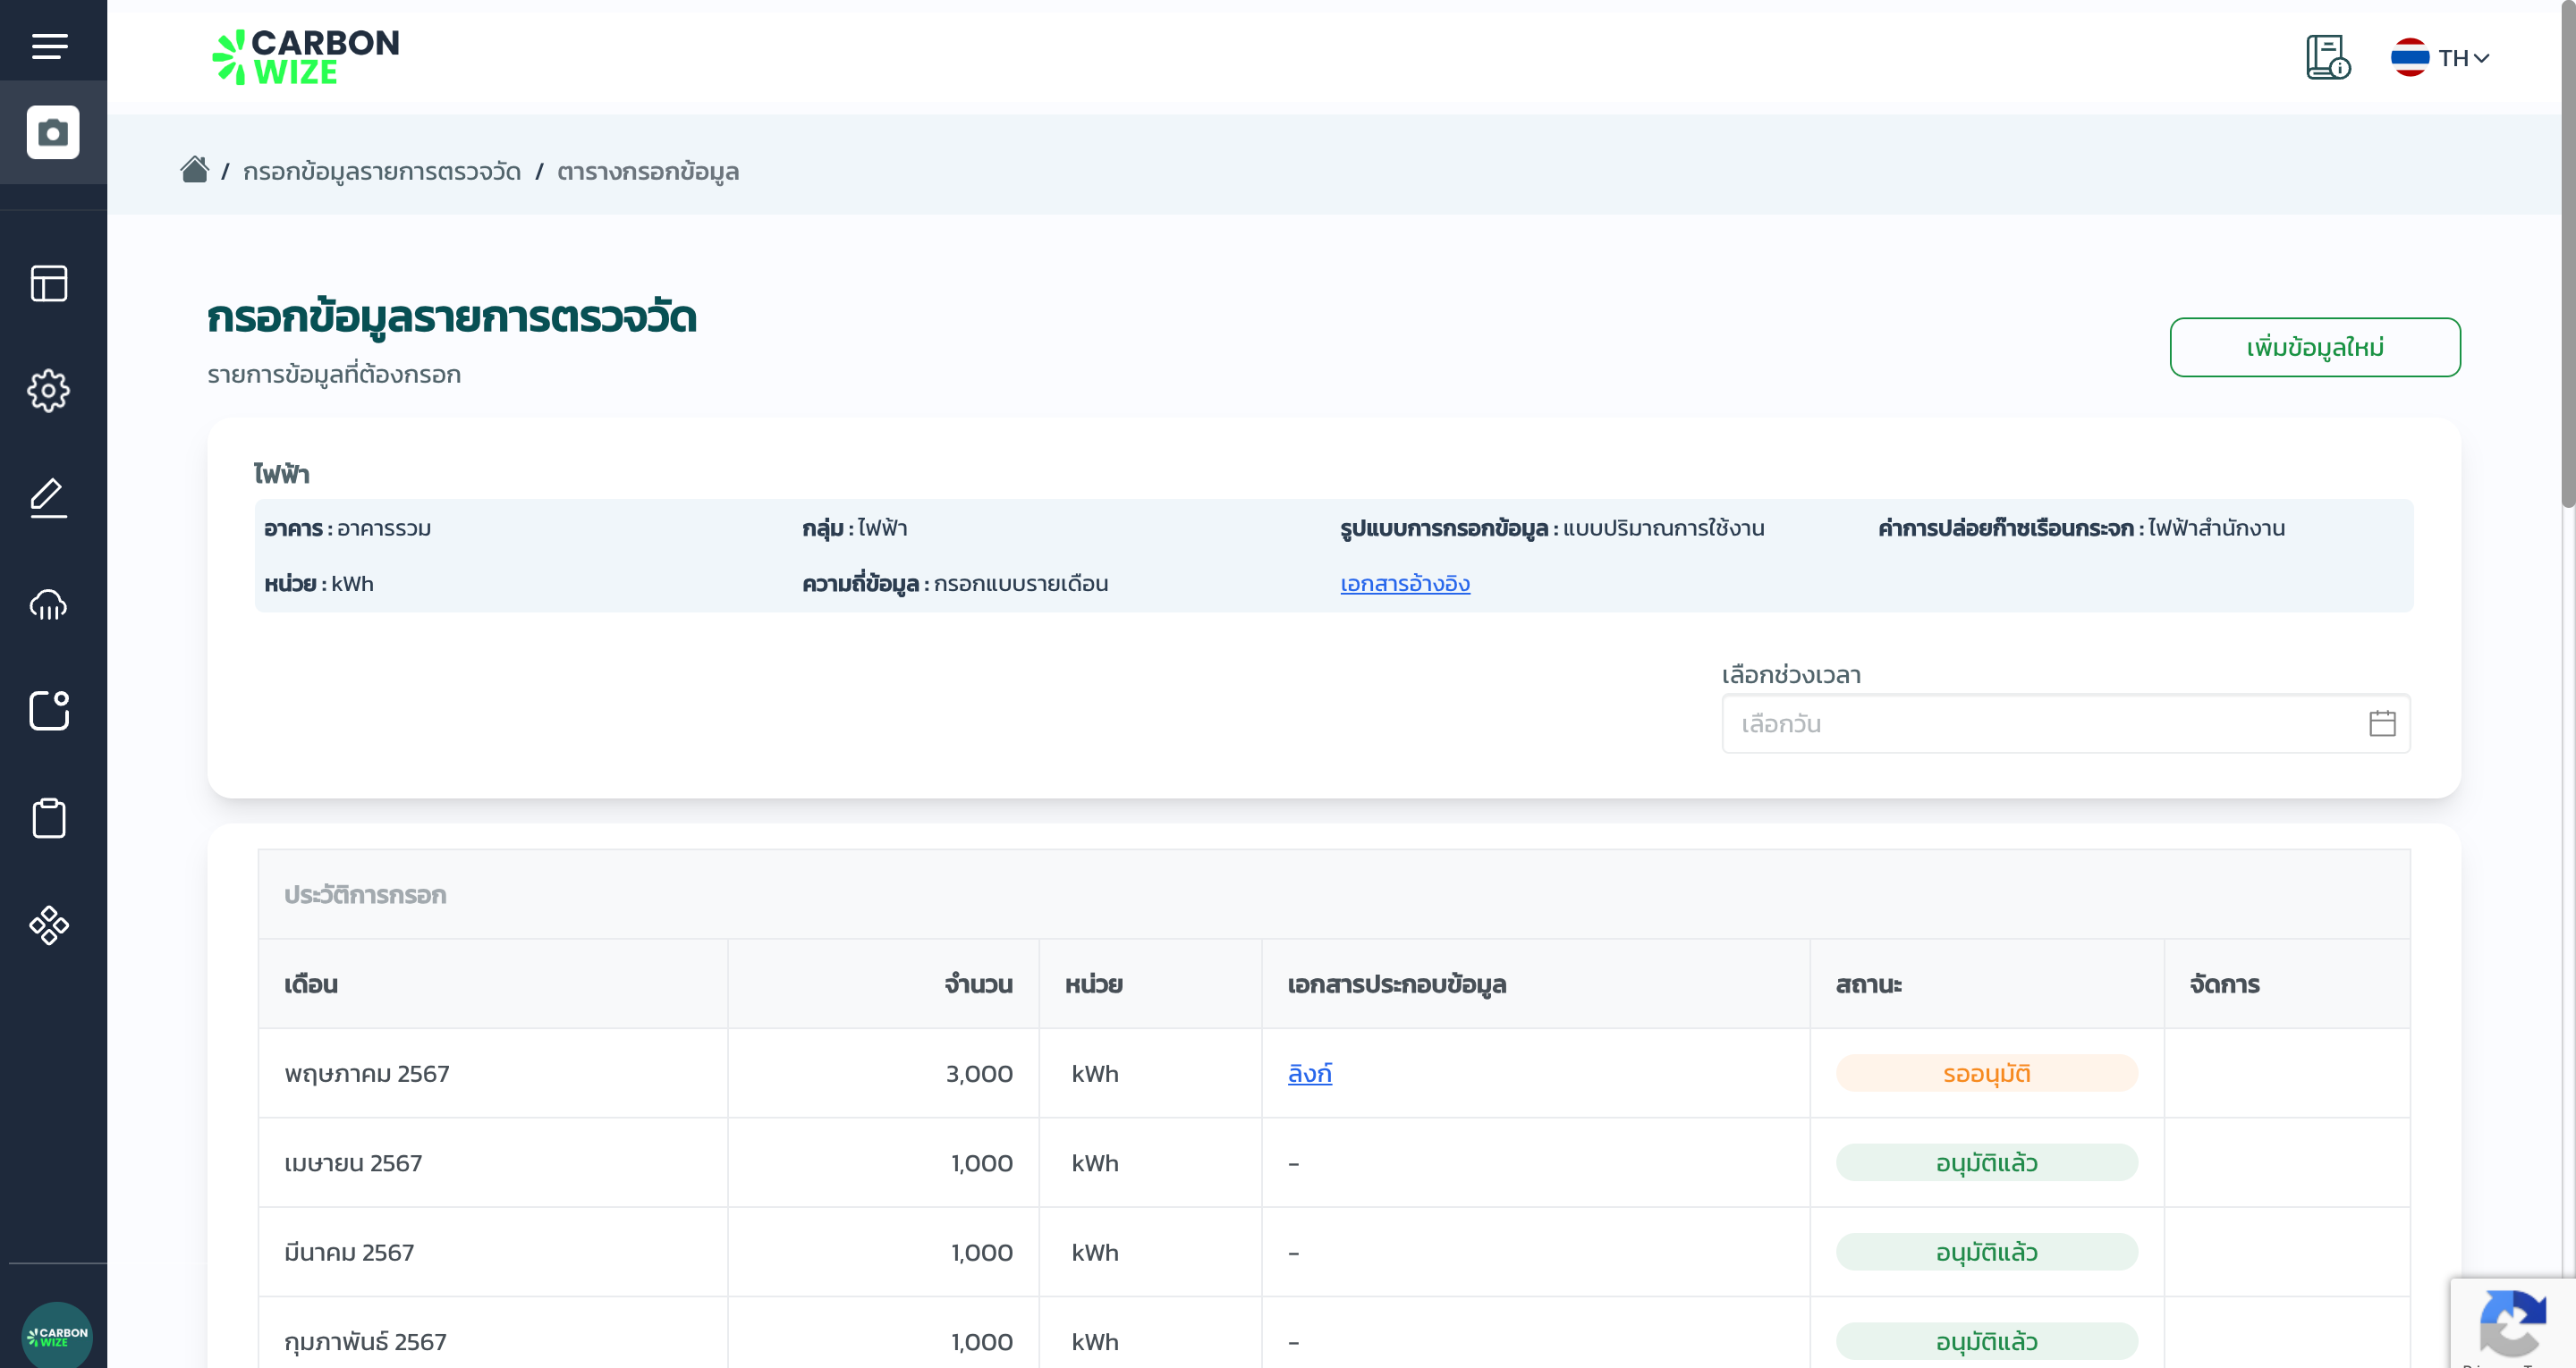 CARBON
WIZE
TH
/ กรอกข้อมูลรายการตรวจวัด / ตารางกรอกข้อมูล
กรอกข้อมูลรายการตรวจวัด
รายการข้อมูลที่ต้องกรอก
เพิ่มข้อมูลใหม่
ไฟฟ้า
อาคาร : อาคารรวม กลุ่ม : ไฟฟ้า รูปแบบการกรอกข้อมูล : แบบปริมาณการใช้งาน ค่าการปล่อยก๊าซเรือนกระจก : ไฟฟ้าสำนักงาน
หน่วย : kWh ความถี่ข้อมูล : กรอกแบบรายเดือน เอกสารอ้างอิง
เลือกช่วงเวลา
เลือกวัน
ประวัติการกรอก
เดือน จำนวน หน่วย เอกสารประกอบข้อมูล สถานะ จัดการ
พฤษภาคม 2567 3,000 kWh ลิงก์ รออนุมัติ
เมษายน 2567 1,000 kWh - อนุมัติแล้ว
มีนาคม 2567 1,000 kWh - อนุมัติแล้ว
กุมภาพันธ์ 2567 1,000 kWh - อนุมัติแล้ว
CARBON
WIZE